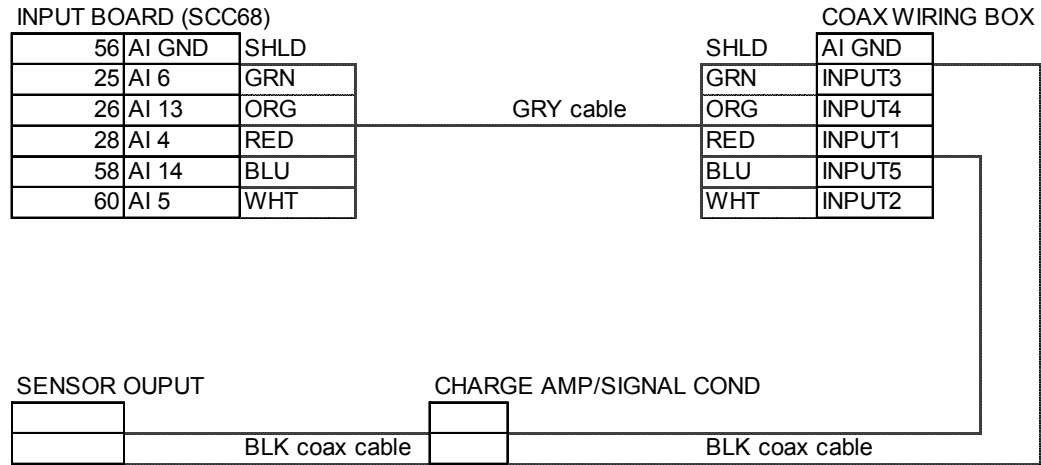 INPUT BOARD (SCC68) COAX WIRING BOX
56 AI GND SHLD SHLD AI GND
25 AI 6 GRN GRN INPUT3
26 AI 13 ORG GRY cable ORG INPUT4
28 AI 4 RED RED INPUT1
58 AI 14 BLU BLU INPUT5
60 AI 5 WHT WHT INPUT2
SENSOR OUPUT CHARGE AMP/SIGNAL COND
BLK coax cable BLK coax cable